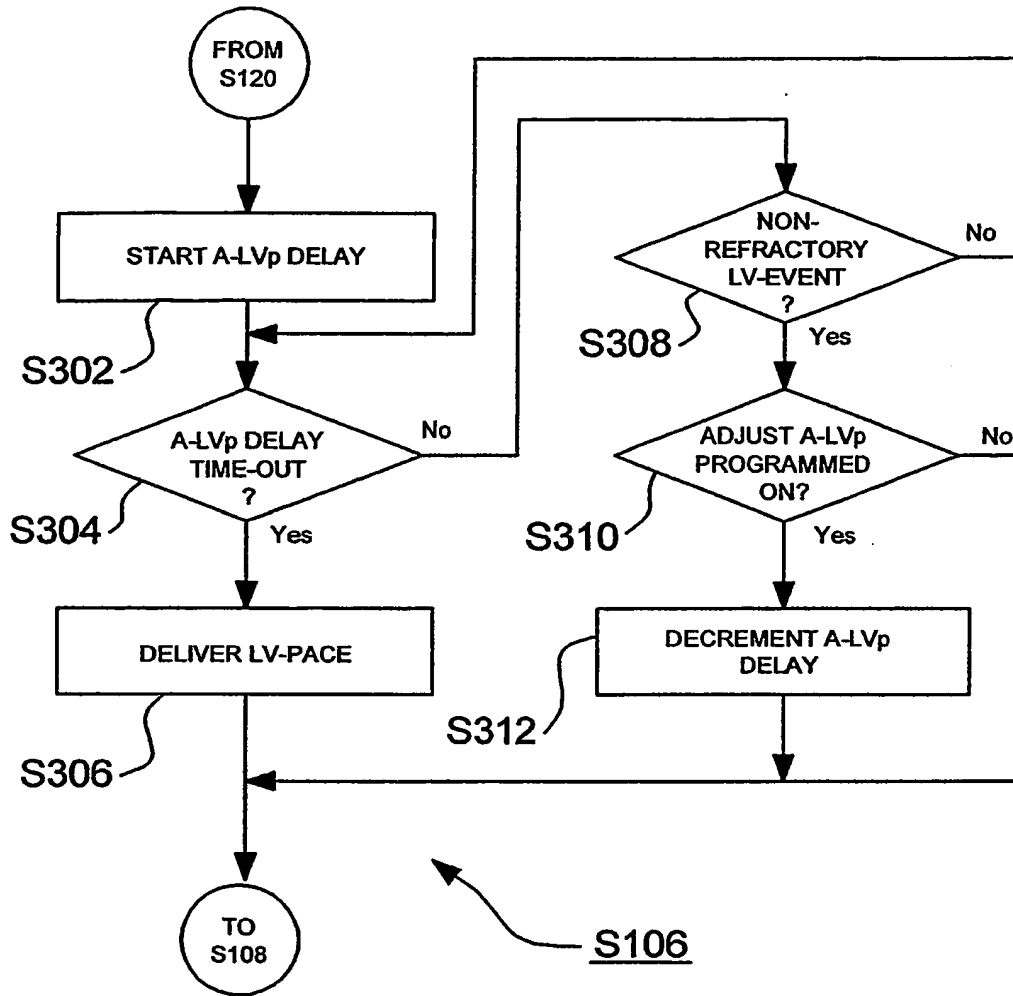 FROM
S120
START A-LVp DELAY
S302
A-LVp DELAY
TIME-OUT
?
No
S304
Yes
DELIVER LV-PACE
S306
TO
S108
NON-
REFRACTORY
LV-EVENT
?
No
S308
Yes
ADJUST A-LVp
PROGRAMMED
ON?
No
S310
Yes
DECREMENT A-LVp
DELAY
S312
S106